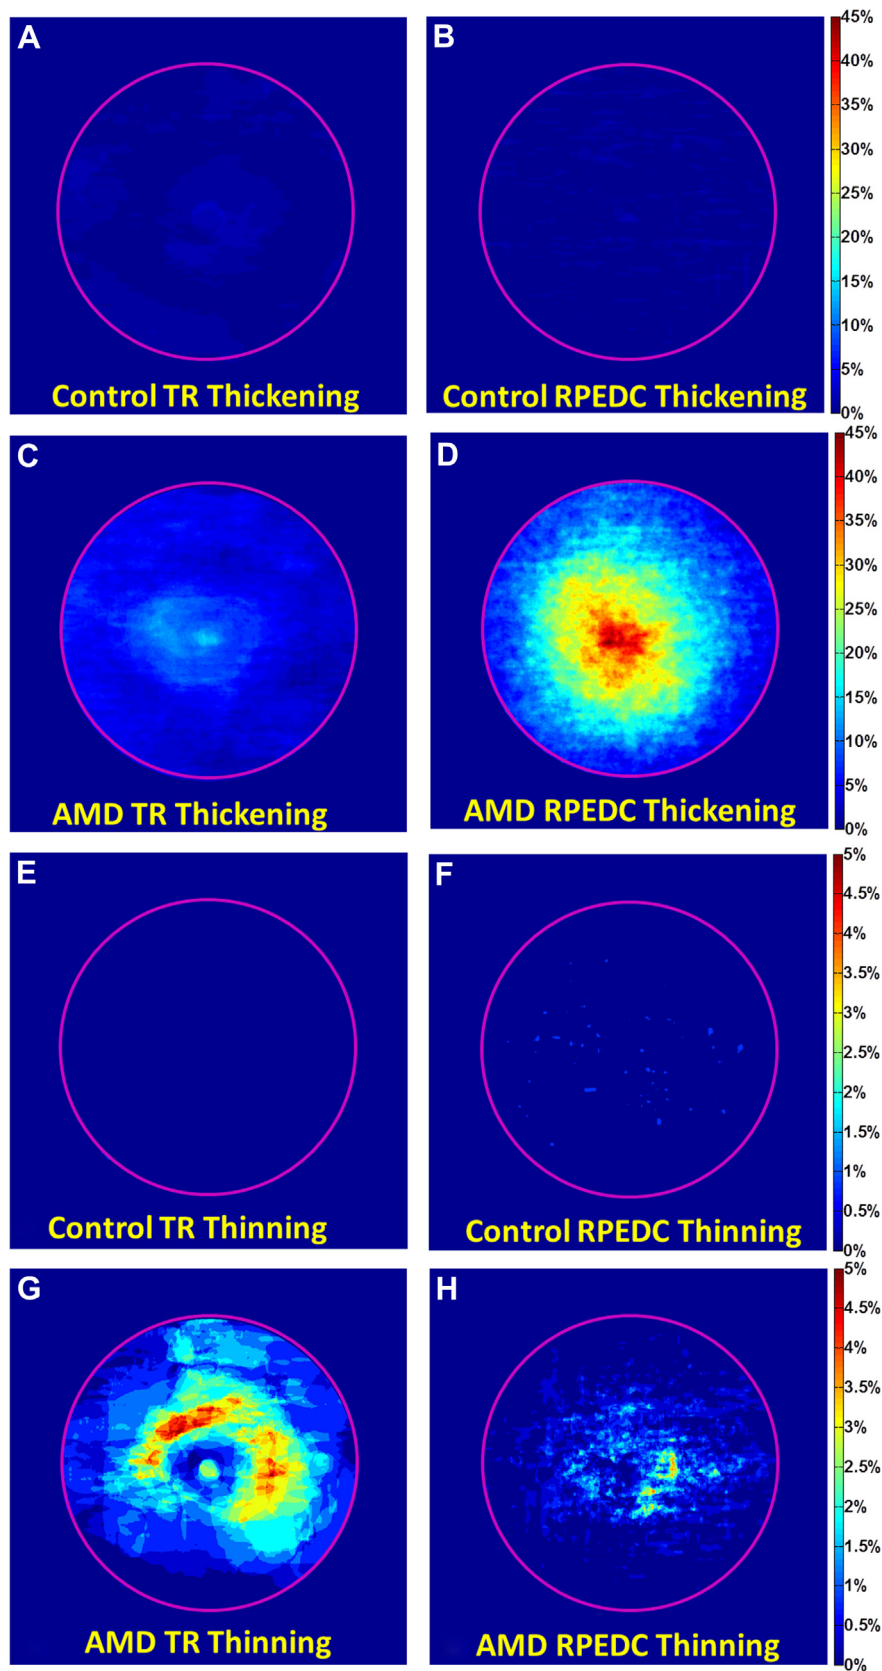 A
B
45%
40%
35%
30%
25%
20%
15%
10%
5%
0%
Control TR Thickening
Control RPEDC Thickening
C
D
45%
40%
35%
30%
25%
20%
15%
10%
5%
0%
AMD TR Thickening
AMD RPEDC Thickening
E
F
5%
4.5%
4%
3.5%
3%
2.5%
2%
1.5%
1%
0.5%
0%
Control TR Thinning
Control RPEDC Thinning
G
H
5%
4.5%
4%
3.5%
3%
2.5%
2%
1.5%
1%
0.5%
0%
AMD TR Thinning
AMD RPEDC Thinning